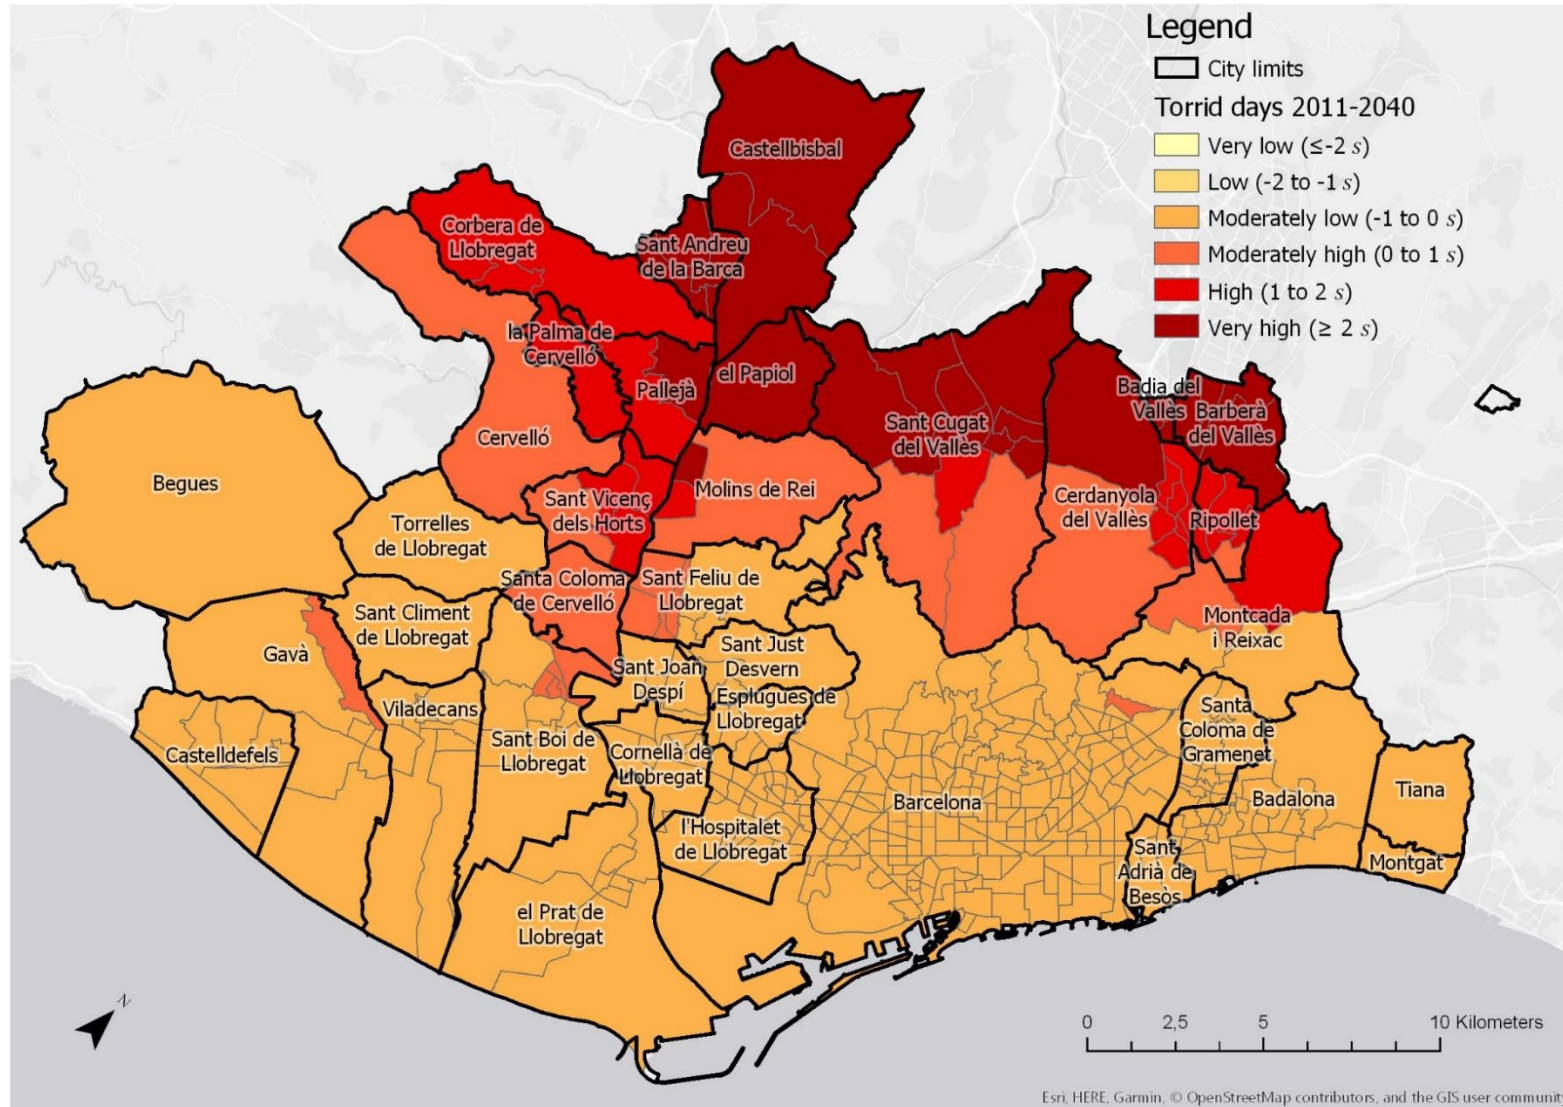 Legend
City limits
Torrid days 2011-2040
Very low (≤-2 s)
Low (-2 to -1 s)
Moderately low (-1 to 0 s)
Moderately high (0 to 1 s)
High (1 to 2 s)
Very high (≥ 2 s)
Castellbisbal
Corbera de
Llobregat
Sant Andreu
de la Barca
la Palma de
Cervelló
Pallejà
el Papiol
Sant Cugat
del Vallès
Badia del
Vallès
Barberà
del Vallès
Cervelló
Begues
Molins de Rei
Sant Vicenç
dels Horts
Cerdanyola
del Vallès
Ripollet
Torrelles
de Llobregat
Santa Coloma
de Cervelló
Sant Feliu de
Llobregat
Sant Climent
de Llobregat
Montcada
i Reixac
Gavà
Sant Just
Desvern
Sant Joan
Despí
Esplugues de
Llobregat
Viladecans
Santa
Coloma de
Gramenet
Castelldefels
Sant Boi de
Llobregat
Cornellà de
Llobregat
Barcelona
Badalona
Tiana
l'Hospitalet
de Llobregat
Sant
Adrià de
Besòs
Montgat
el Prat de
Llobregat
N
0 2,5 5 10 Kilometers
Esri, HERE, Garmin, © OpenStreetMap contributors, and the GIS user communit